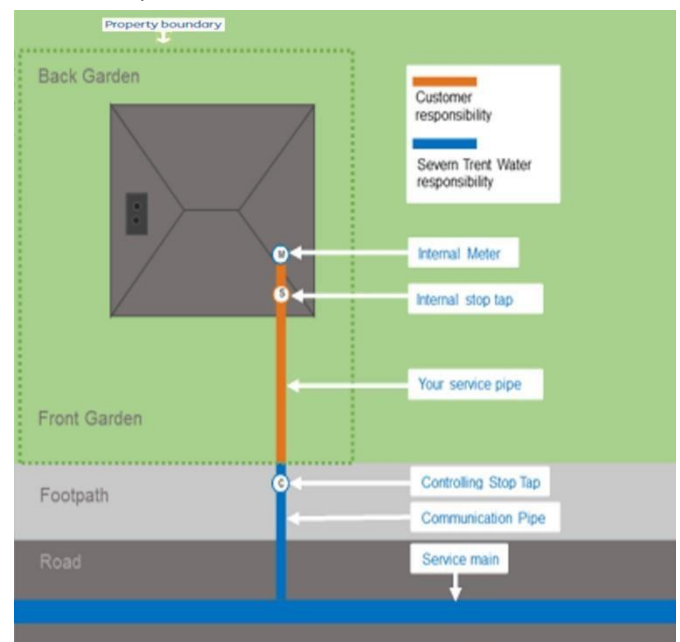 Property boundary
Back Garden
Customer
responsibility
Severn Trent Water
responsibility
M
Internal Meter
S
Internal stop tap
Your service pipe
Front Garden
C
Controlling Stop Tap
Footpath
Communication Pipe
Road
Service main